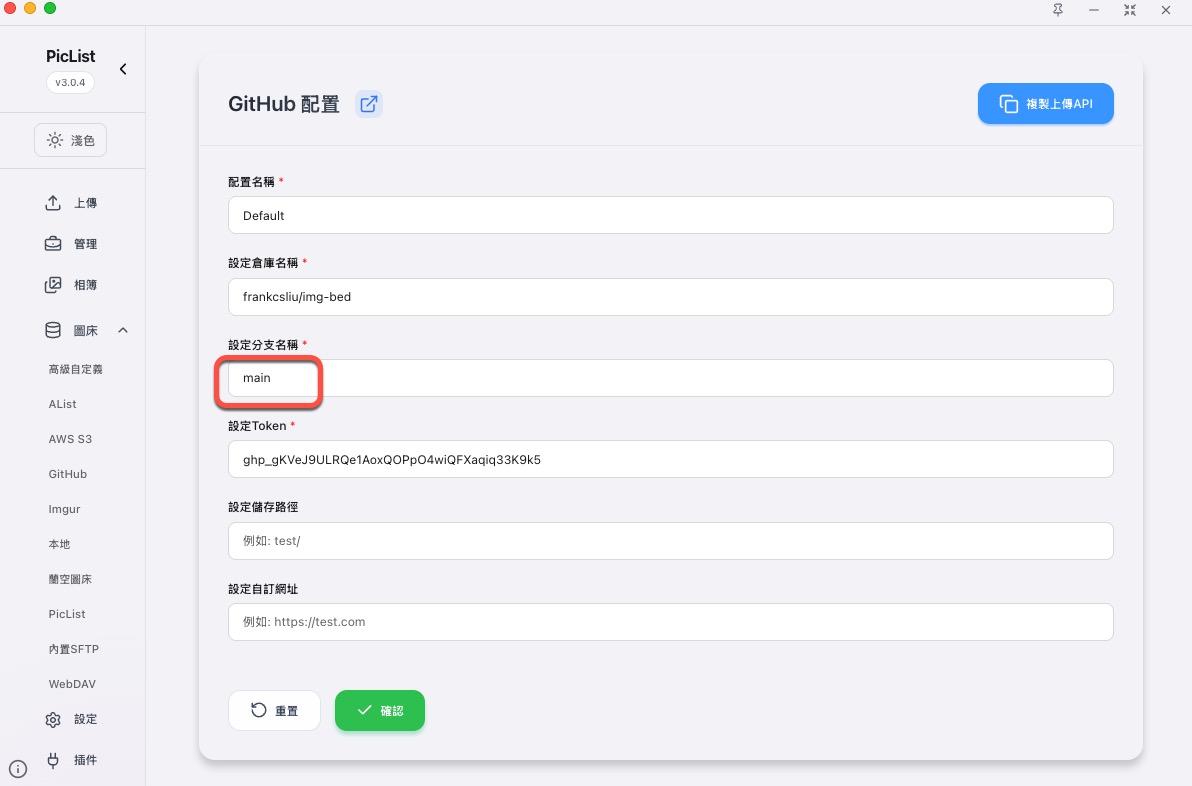 PicList
v3.0.4
淺色
上傳
管理
相簿
圖床
高級自定義
AList
AWS S3
GitHub
Imgur
本地
蘭空圖床
PicList
內置SFTP
WebDAV
設定
插件
GitHub 配置
複製上傳API
配置名稱 *
Default
設定倉庫名稱 *
frankcsliu/img-bed
設定分支名稱 *
main
設定Token *
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
設定儲存路徑
例如: test/
設定自訂網址
例如: https://test.com
重置
確認